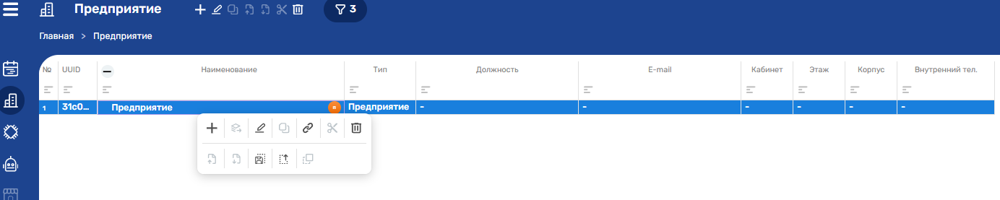 Предприятие
3
Главная > Предприятие
№ UUID Наименование Тип Должность E-mail Кабинет Этаж Корпус Внутренний тел.
1 31c0... Предприятие Предприятие - - - - - -